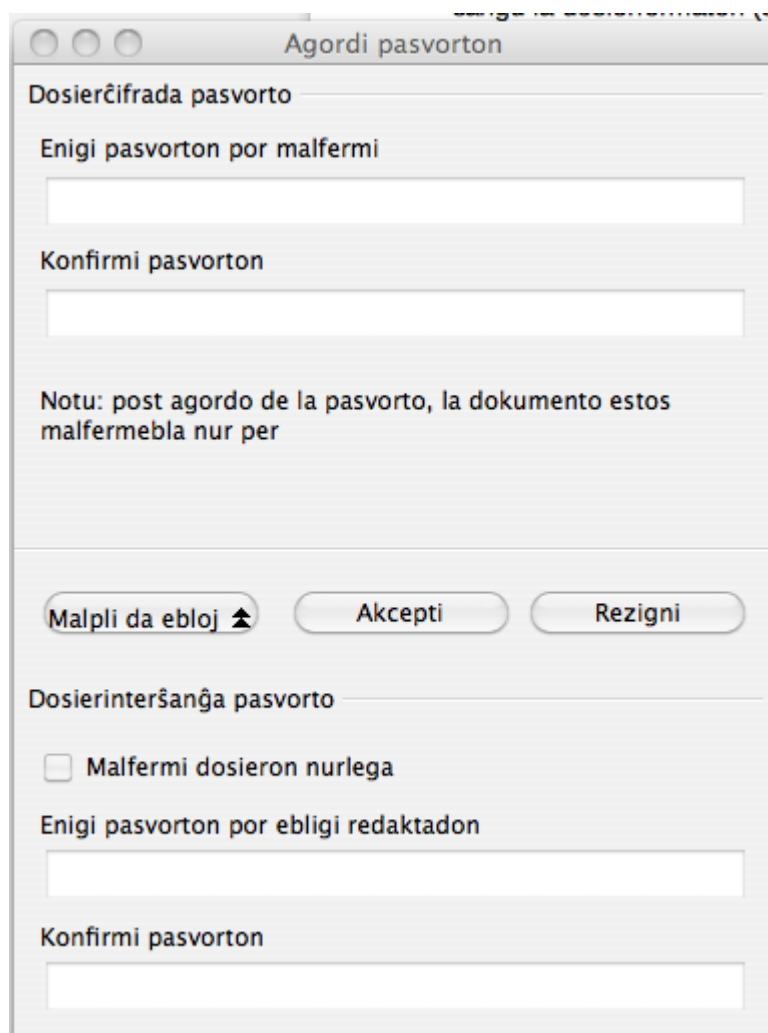 Agordi pasvorton
Dosierĉifrada pasvorto
Enigi pasvorton por malfermi
Konfirmi pasvorton
Notu: post agordo de la pasvorto, la dokumento estos
malfermebla nur per
Malpli da ebloj
Akcepti
Rezigni
Dosierinterŝanĝa pasvorto
Malfermi dosieron nurlega
Enigi pasvorton por ebligi redaktadon
Konfirmi pasvorton